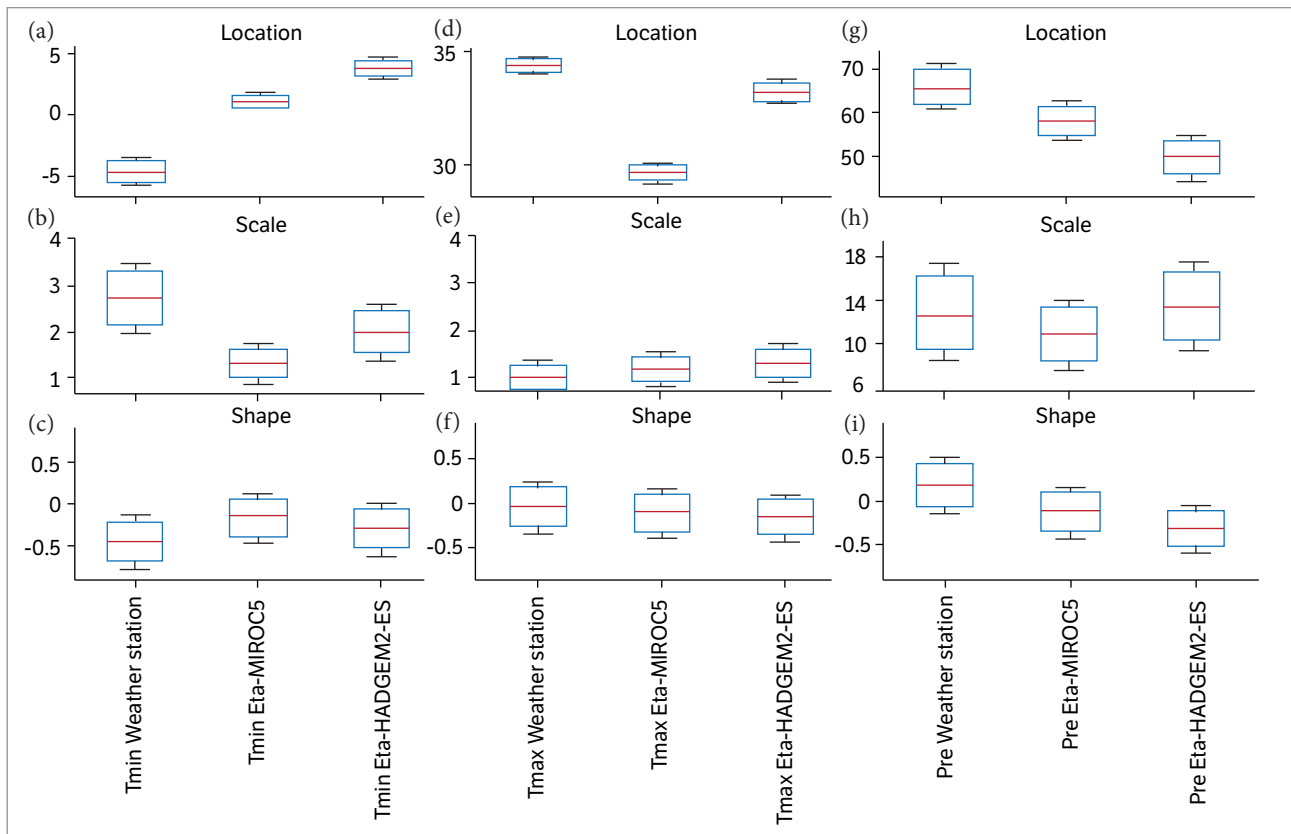 (a)
Location
5
0
-5
(b)
Scale
4
3
2
1
(c)
Shape
0.5
0
-0.5
Tmin Weather station
Tmin Eta-MIROC5
Tmin Eta-HADGEM2-ES
(d)
Location
35
30
(e)
Scale
4
3
2
1
(f)
Shape
0.5
0
-0.5
Tmax Weather station
Tmax Eta-MIROC5
Tmax Eta-HADGEM2-ES
(g)
Location
70
60
50
(h)
Scale
18
14
10
6
(i)
Shape
0.5
0
-0.5
Pre Weather station
Pre Eta-MIROC5
Pre Eta-HADGEM2-ES